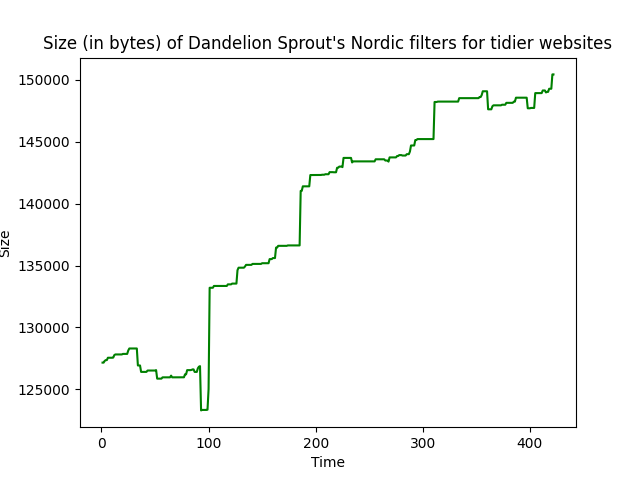 Size (in bytes) of Dandelion Sprout's Nordic filters for tidier websites
150000
145000
140000
135000
130000
125000
Size
0 100 200 300 400
Time